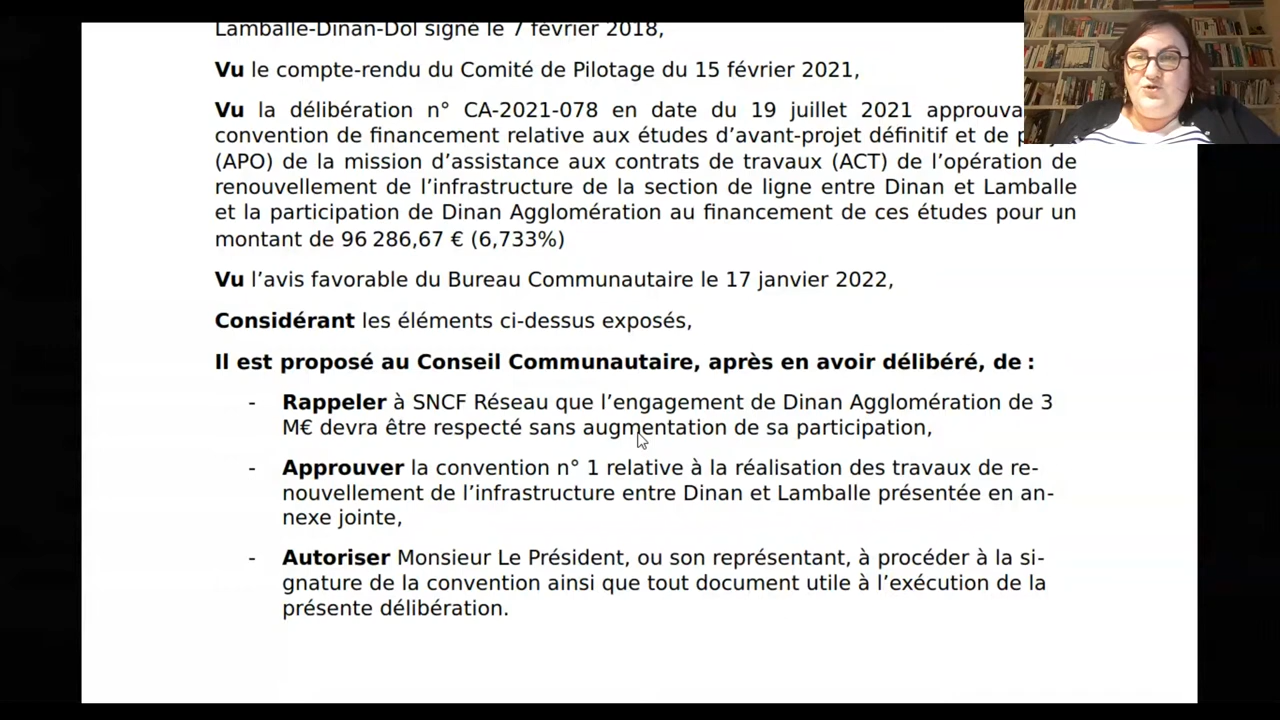 Lamballe-Dinan-Dol signé le 7 février 2018,
Vu le compte-rendu du Comité de Pilotage du 15 février 2021,
Vu la délibération n° CA-2021-078 en date du 19 juillet 2021
convention de financement relative aux études d’avant-projet définitif et de
(APO) de la mission d’assistance aux contrats de travaux (ACT) de l’opération de
renouvellement de l’infrastructure de la section de ligne entre Dinan et Lamballe
et la participation de Dinan Agglomération au financement de ces études pour un
montant de 96 286,67 € (6,733%)
Vu l’avis favorable du Bureau Communautaire le 17 janvier 2022,
Considérant les éléments ci-dessus exposés,
Il est proposé au Conseil Communautaire, après en avoir délibéré, de :
- Rappeler à SNCF Réseau que l’engagement de Dinan Agglomération de 3
M€ devra être respecté sans augmentation de sa participation,
- Approuver la convention n° 1 relative à la réalisation des travaux de re-
nouvellement de l’infrastructure entre Dinan et Lamballe présentée en an-
nexe jointe,
- Autoriser Monsieur Le Président, ou son représentant, à procéder à la si-
gnature de la convention ainsi que tout document utile à l’exécution de la
présente délibération.